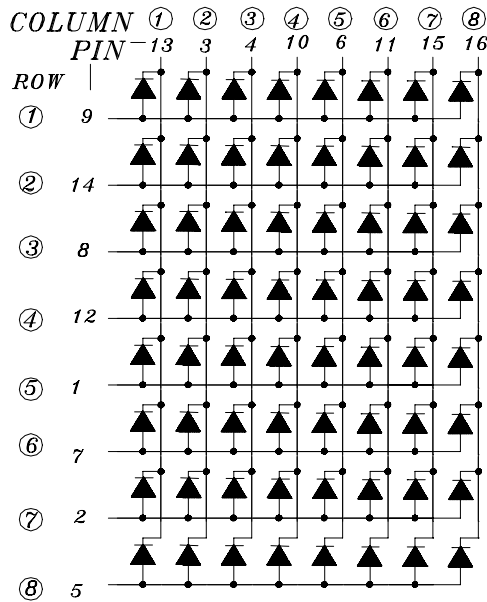 COLUMN ① ② ③ ④ ⑤ ⑥ ⑦ ⑧
PIN 13 3 4 10 6 11 15 16
ROW
① 9
② 14
③ 8
④ 12
⑤ 1
⑥ 7
⑦ 2
⑧ 5